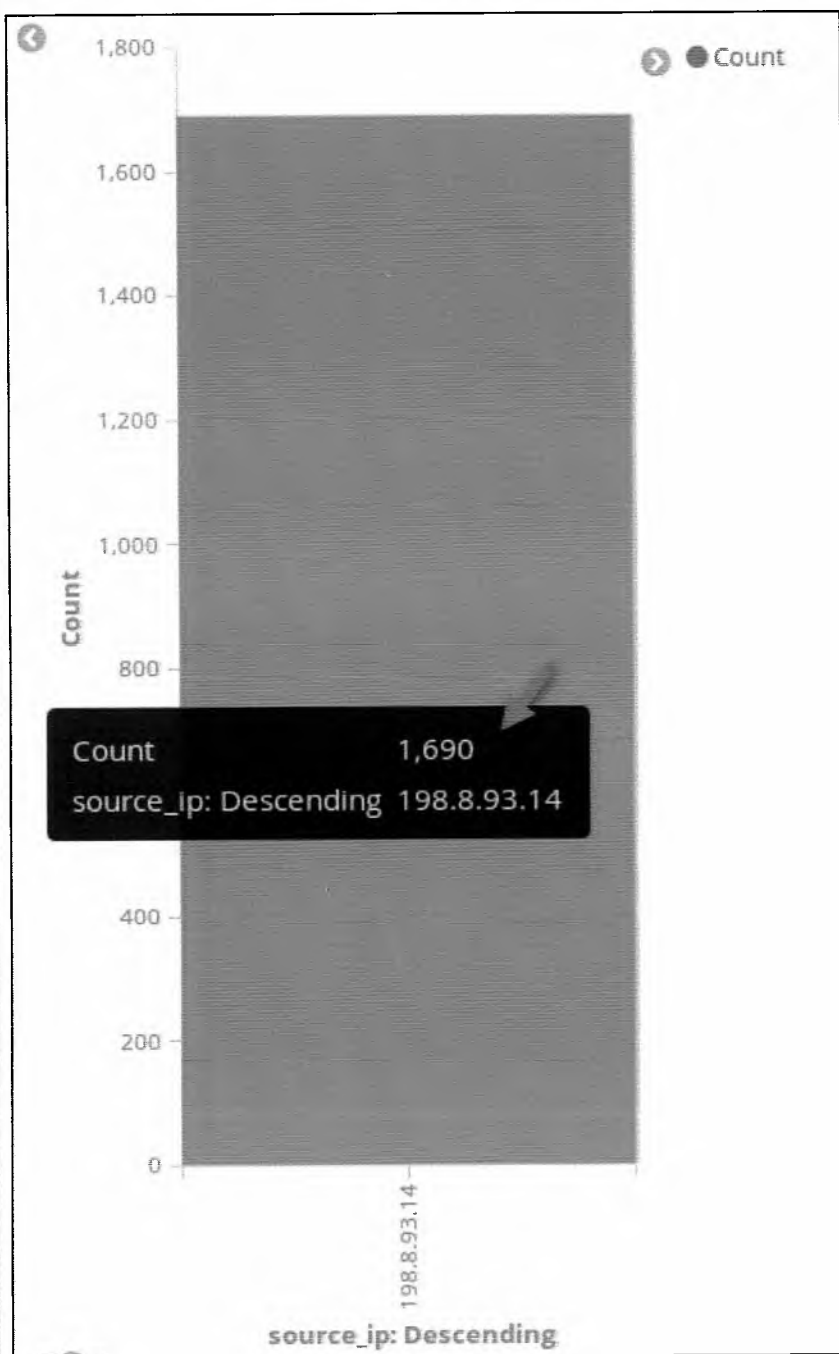 1,800
Count
1,600
1,400
1,200
1,000
Count
800
Count 1,690
source_ip: Descending 198.8.93.14
400
200
0
198.8.93.14
source_ip: Descending